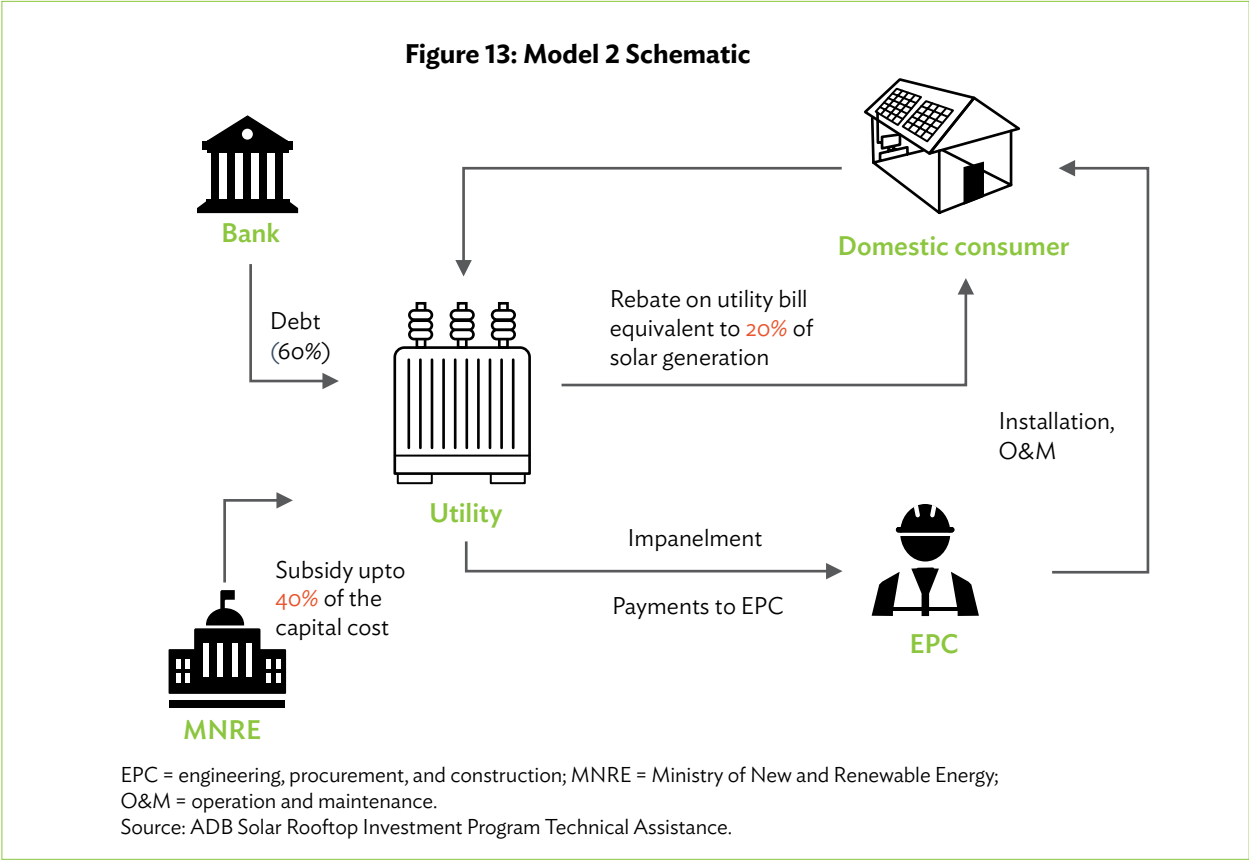 Figure 13: Model 2 Schematic
Bank
Domestic consumer
Debt
(60%)
Rebate on utility bill
equivalent to 20% of
solar generation
Installation,
O&M
Utility
Impanelment
Subsidy upto
40% of the
capital cost
Payments to EPC
EPC
MNRE
EPC = engineering, procurement, and construction; MNRE = Ministry of New and Renewable Energy;
O&M = operation and maintenance.
Source: ADB Solar Rooftop Investment Program Technical Assistance.